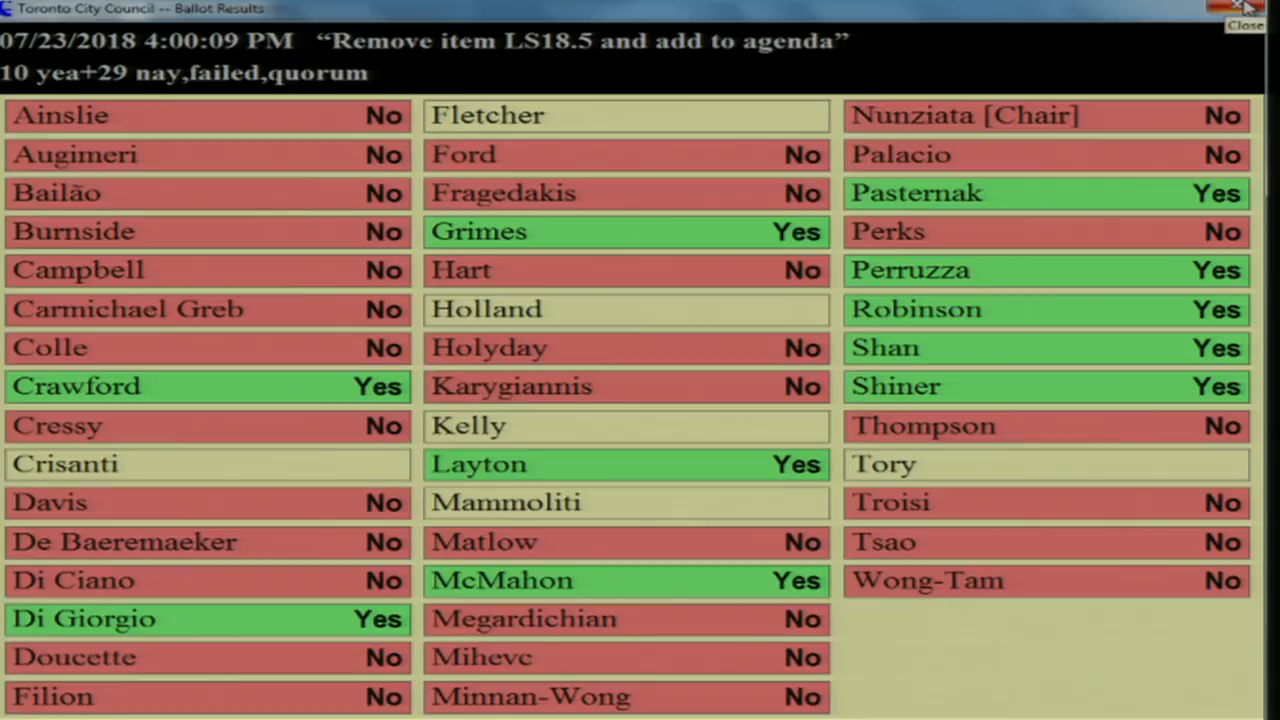 Toronto City Council -- Ballot Results
Close
07/23/2018 4:00:09 PM “Remove item LS18.5 and add to agenda”
10 yea+29 nay,failed,quorum
Ainslie No
Augimeri No
Bailão No
Burnside No
Campbell No
Carmichael Greb No
Colle No
Crawford Yes
Cressy No
Crisanti
Davis No
De Baeremaeker No
Di Ciano No
Di Giorgio Yes
Doucette No
Filion No
Fletcher
Ford No
Fragedakis No
Grimes Yes
Hart No
Holland
Holyday No
Karygiannis No
Kelly
Layton Yes
Mammoliti
Matlow No
McMahon Yes
Megardichian No
Mihevc No
Minnan-Wong No
Nunziata [Chair] No
Palacio No
Pasternak Yes
Perks No
Perruzza Yes
Robinson Yes
Shan Yes
Shiner Yes
Thompson No
Tory
Troisi No
Tsao No
Wong-Tam No